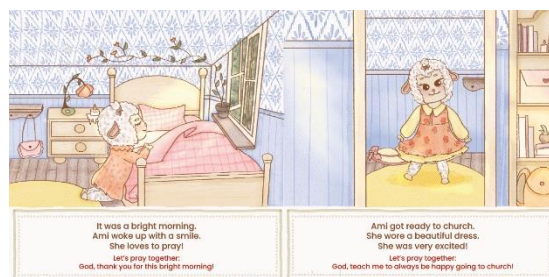 It was a bright morning.
Ami woke up with a smile.
She loves to pray!
Let's pray together:
God, thank you for this bright morning!
Ami got ready to church.
She wore a beautiful dress.
She was very excited!
Let's pray together:
God, teach me to always be happy going to church!